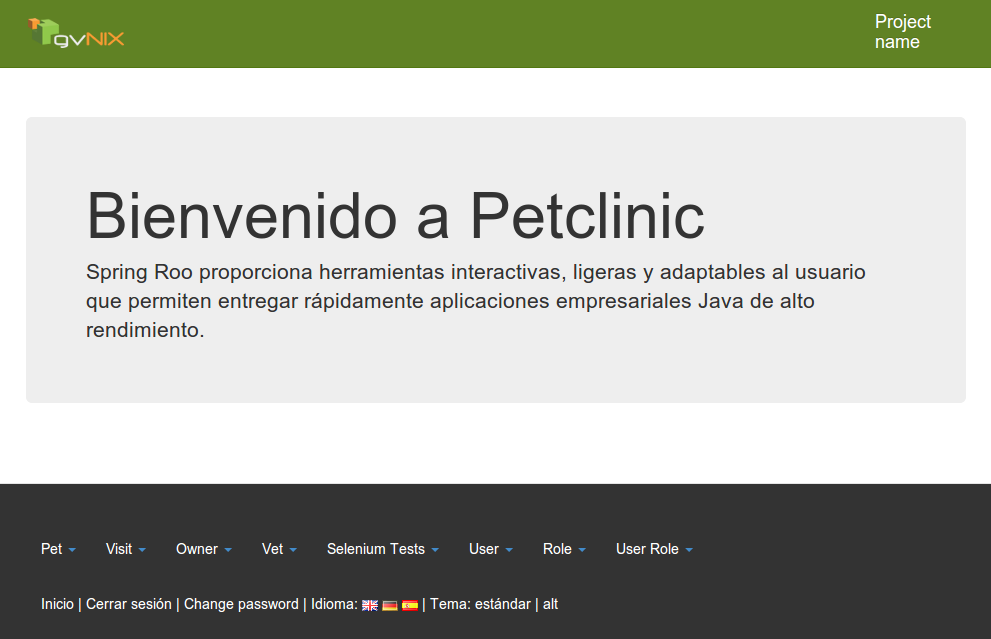 gvNIX
Project
name
Bienvenido a Petclinic
Spring Roo proporciona herramientas interactivas, ligeras y adaptables al usuario
que permiten entregar rápidamente aplicaciones empresariales Java de alto
rendimiento.
Pet Visit Owner Vet Selenium Tests User Role User Role
Inicio | Cerrar sesión | Change password | Idioma: | Tema: estándar | alt